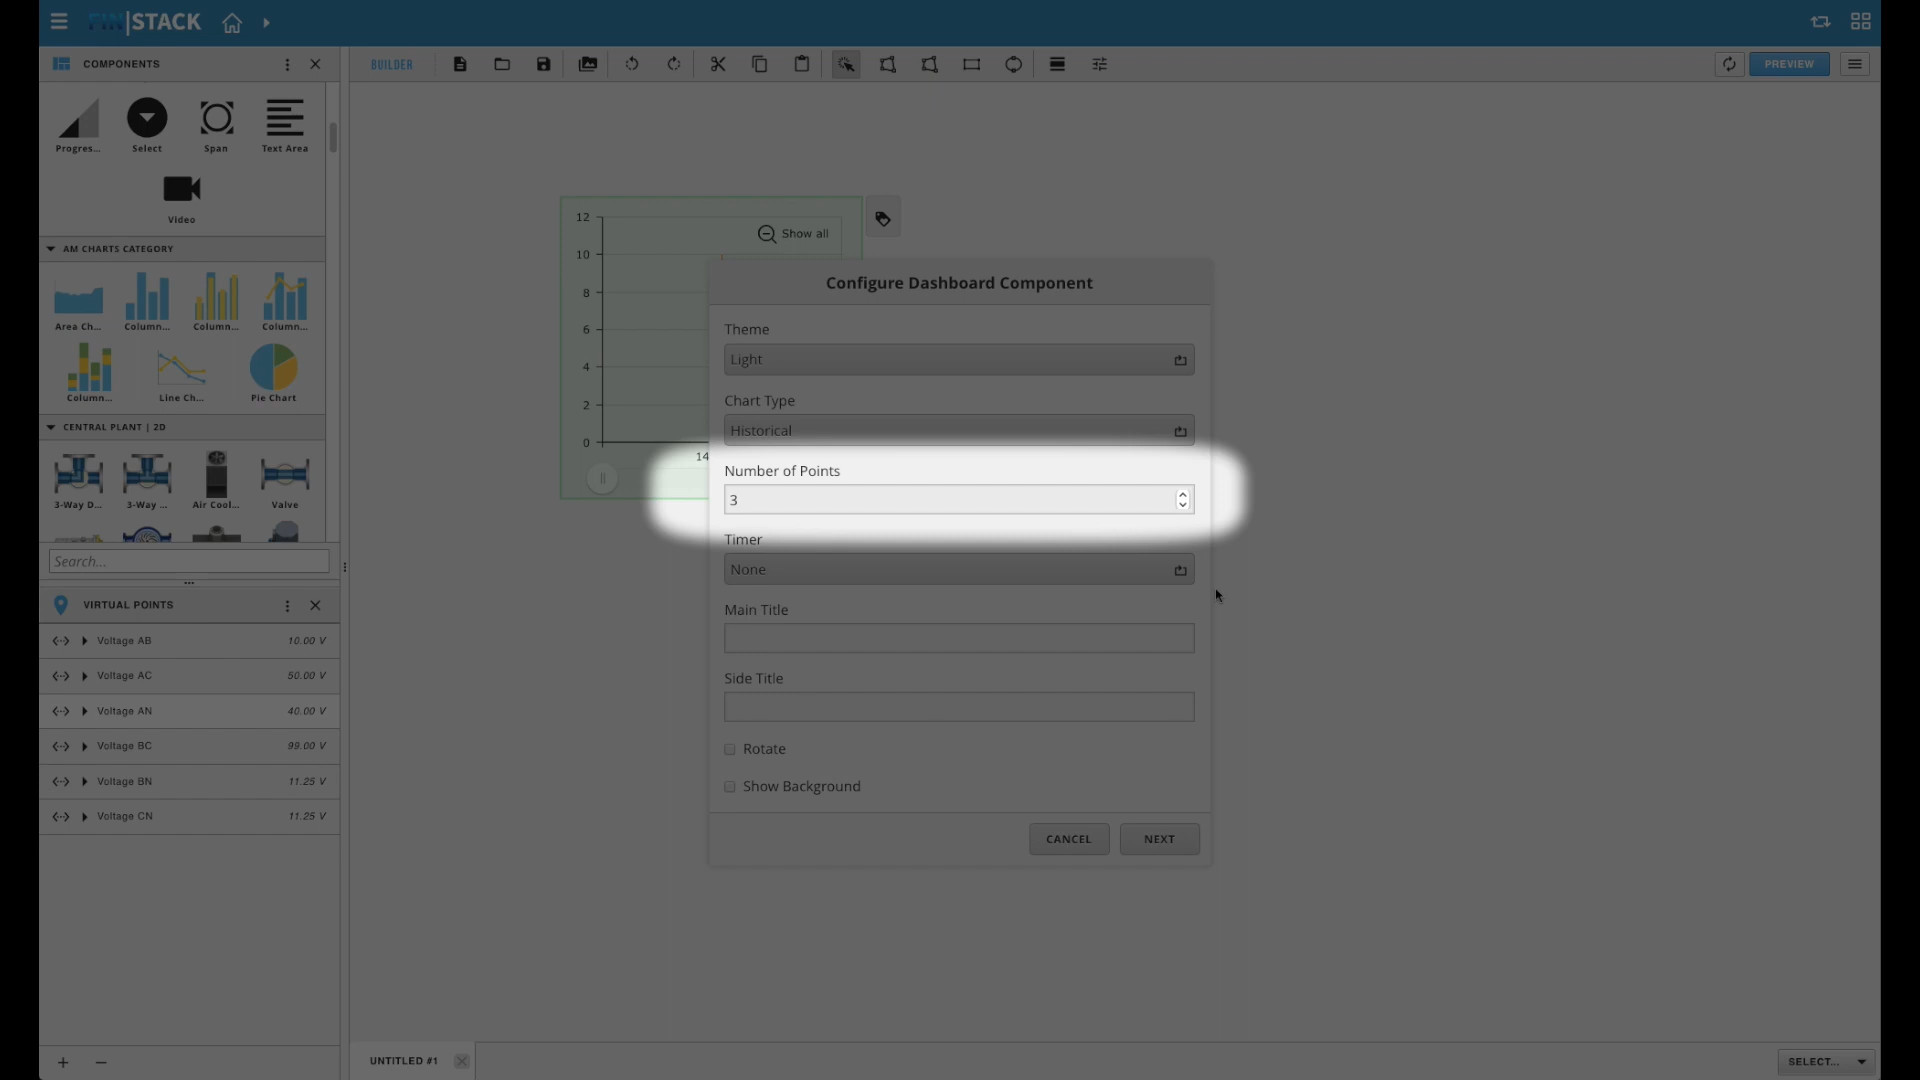 FIN|STACK
COMPONENTS
BUILDER
PREVIEW
Progres...
Select
Span
Text Area
Video
AM CHARTS CATEGORY
Area Ch...
Column...
Column...
Column...
Column...
Line Ch...
Pie Chart
CENTRAL PLANT | 2D
3-Way D...
3-Way ...
Air Cool...
Valve
Search...
VIRTUAL POINTS
Voltage AB 10.00 V
Voltage AC 50.00 V
Voltage AN 40.00 V
Voltage BC 99.00 V
Voltage BN 11.25 V
Voltage CN 11.25 V
12
Show all
10
8
6
4
2
0
14
Configure Dashboard Component
Theme
Light
Chart Type
Historical
Number of Points
3
Timer
None
Main Title
Side Title
Rotate
Show Background
CANCEL NEXT
UNTITLED #1
SELECT...